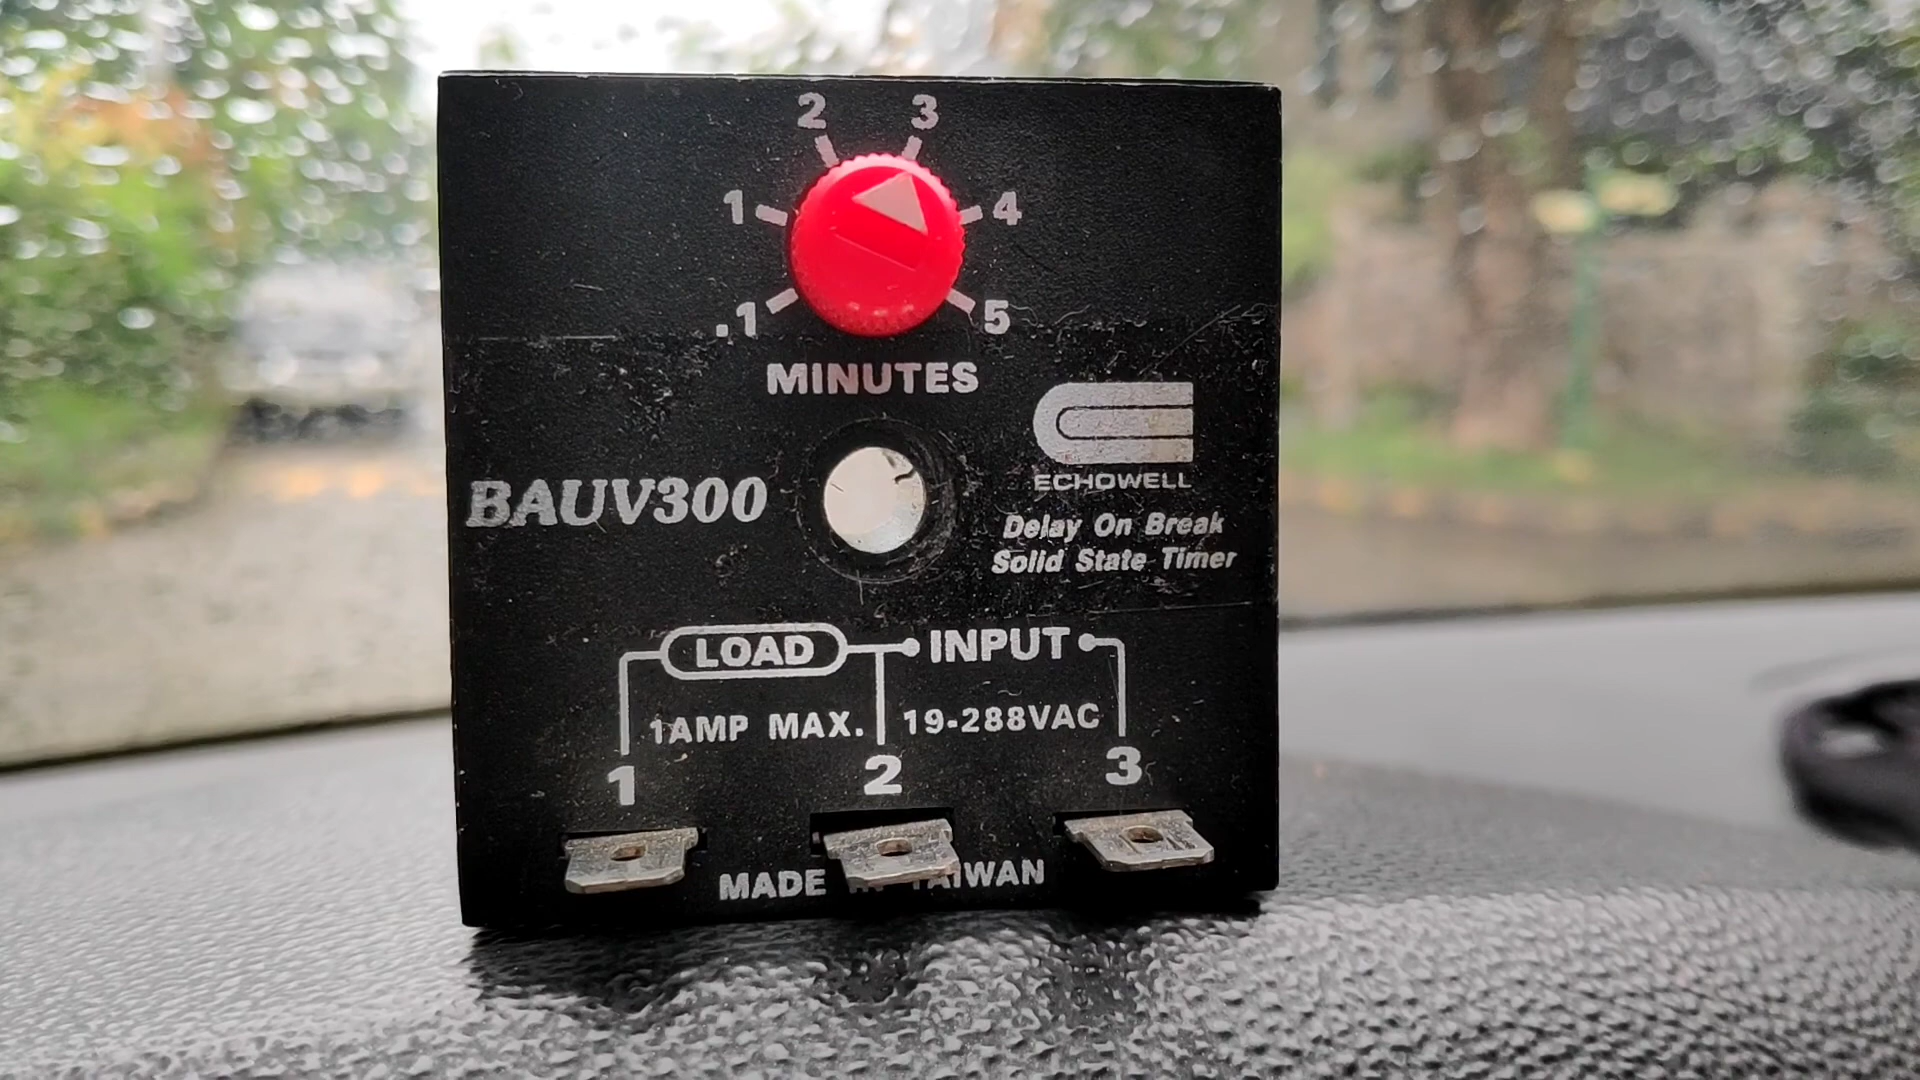 2 3
1 4
.1 5
MINUTES
ECHOWELL
BAUV300
Delay On Break
Solid State Timer
LOAD INPUT
1AMP MAX. 19-288VAC
1 2 3
MADE IN TAIWAN